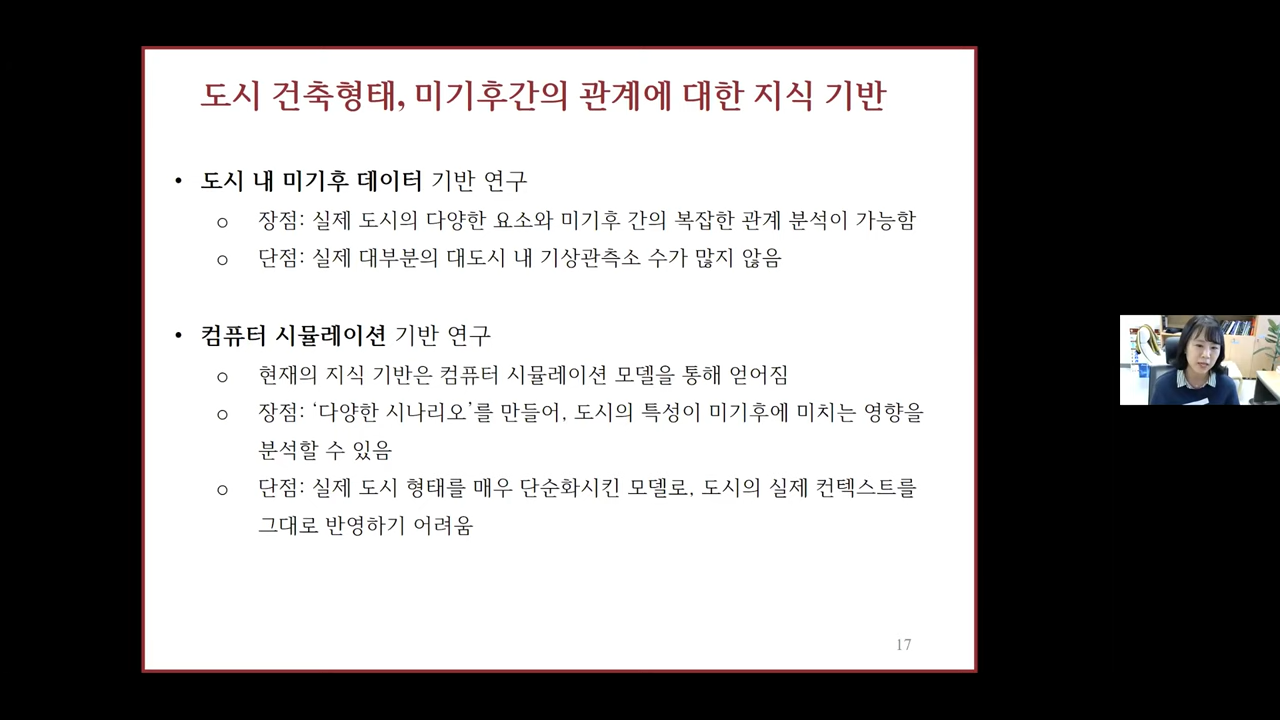 도시 건축형태, 미기후간의 관계에 대한 지식 기반
• 도시 내 미기후 데이터 기반 연구
o 장점: 실제 도시의 다양한 요소와 미기후 간의 복잡한 관계 분석이 가능함
o 단점: 실제 대부분의 대도시 내 기상관측소 수가 많지 않음
• 컴퓨터 시뮬레이션 기반 연구
o 현재의 지식 기반은 컴퓨터 시뮬레이션 모델을 통해 얻어짐
o 장점: ‘다양한 시나리오’를 만들어, 도시의 특성이 미기후에 미치는 영향을
분석할 수 있음
o 단점: 실제 도시 형태를 매우 단순화시킨 모델로, 도시의 실제 컨텍스트를
그대로 반영하기 어려움
17